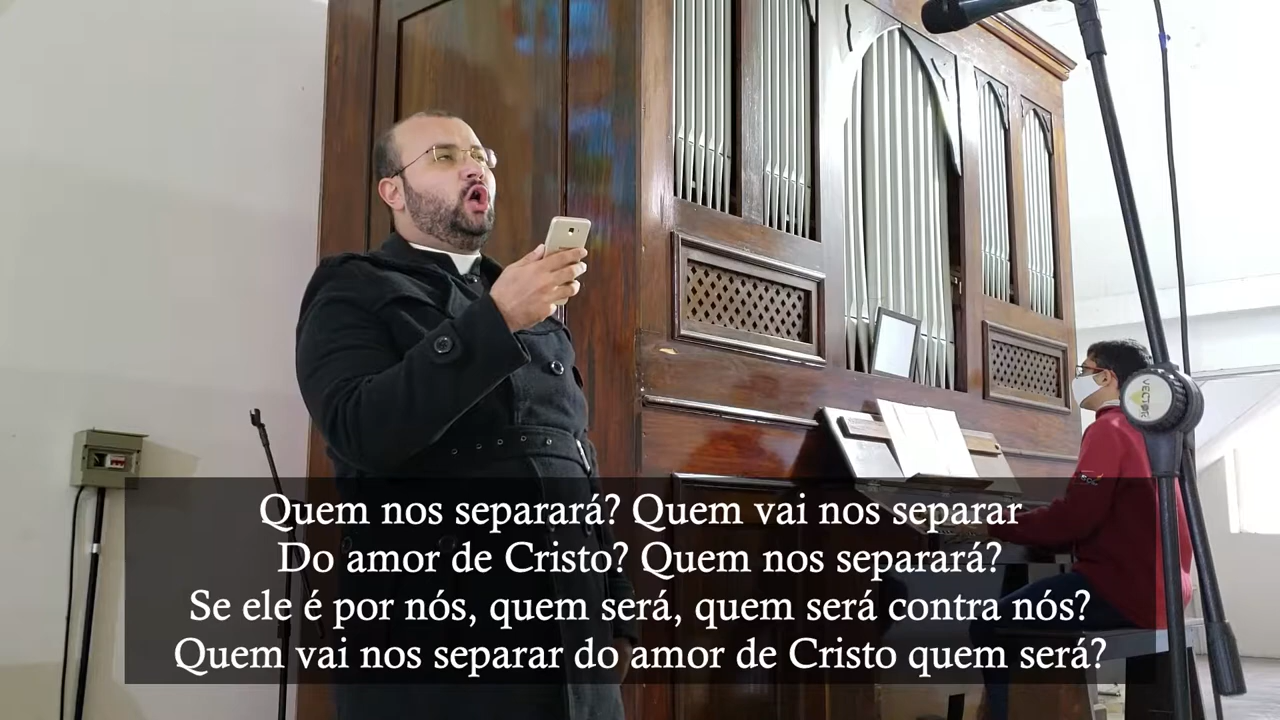 Quem nos separará? Quem vai nos separar
Do amor de Cristo? Quem nos separará?
Se ele é por nós, quem será, quem será contra nós?
Quem vai nos separar do amor de Cristo quem será?
VECTOR